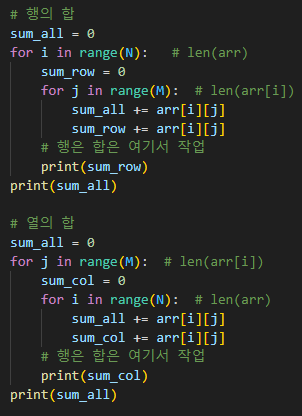 # 행의 합
sum_all = 0
for i in range(N):   # len(arr)
    sum_row = 0
    for j in range(M):  # len(arr[i])
        sum_all += arr[i][j]
        sum_row += arr[i][j]
    # 행은 합은 여기서 작업
    print(sum_row)
print(sum_all)

# 열의 합
sum_all = 0
for j in range(M):  # len(arr[i])
    sum_col = 0
    for i in range(N):  # len(arr)
        sum_all += arr[i][j]
        sum_col += arr[i][j]
    # 행은 합은 여기서 작업
    print(sum_col)
print(sum_all)